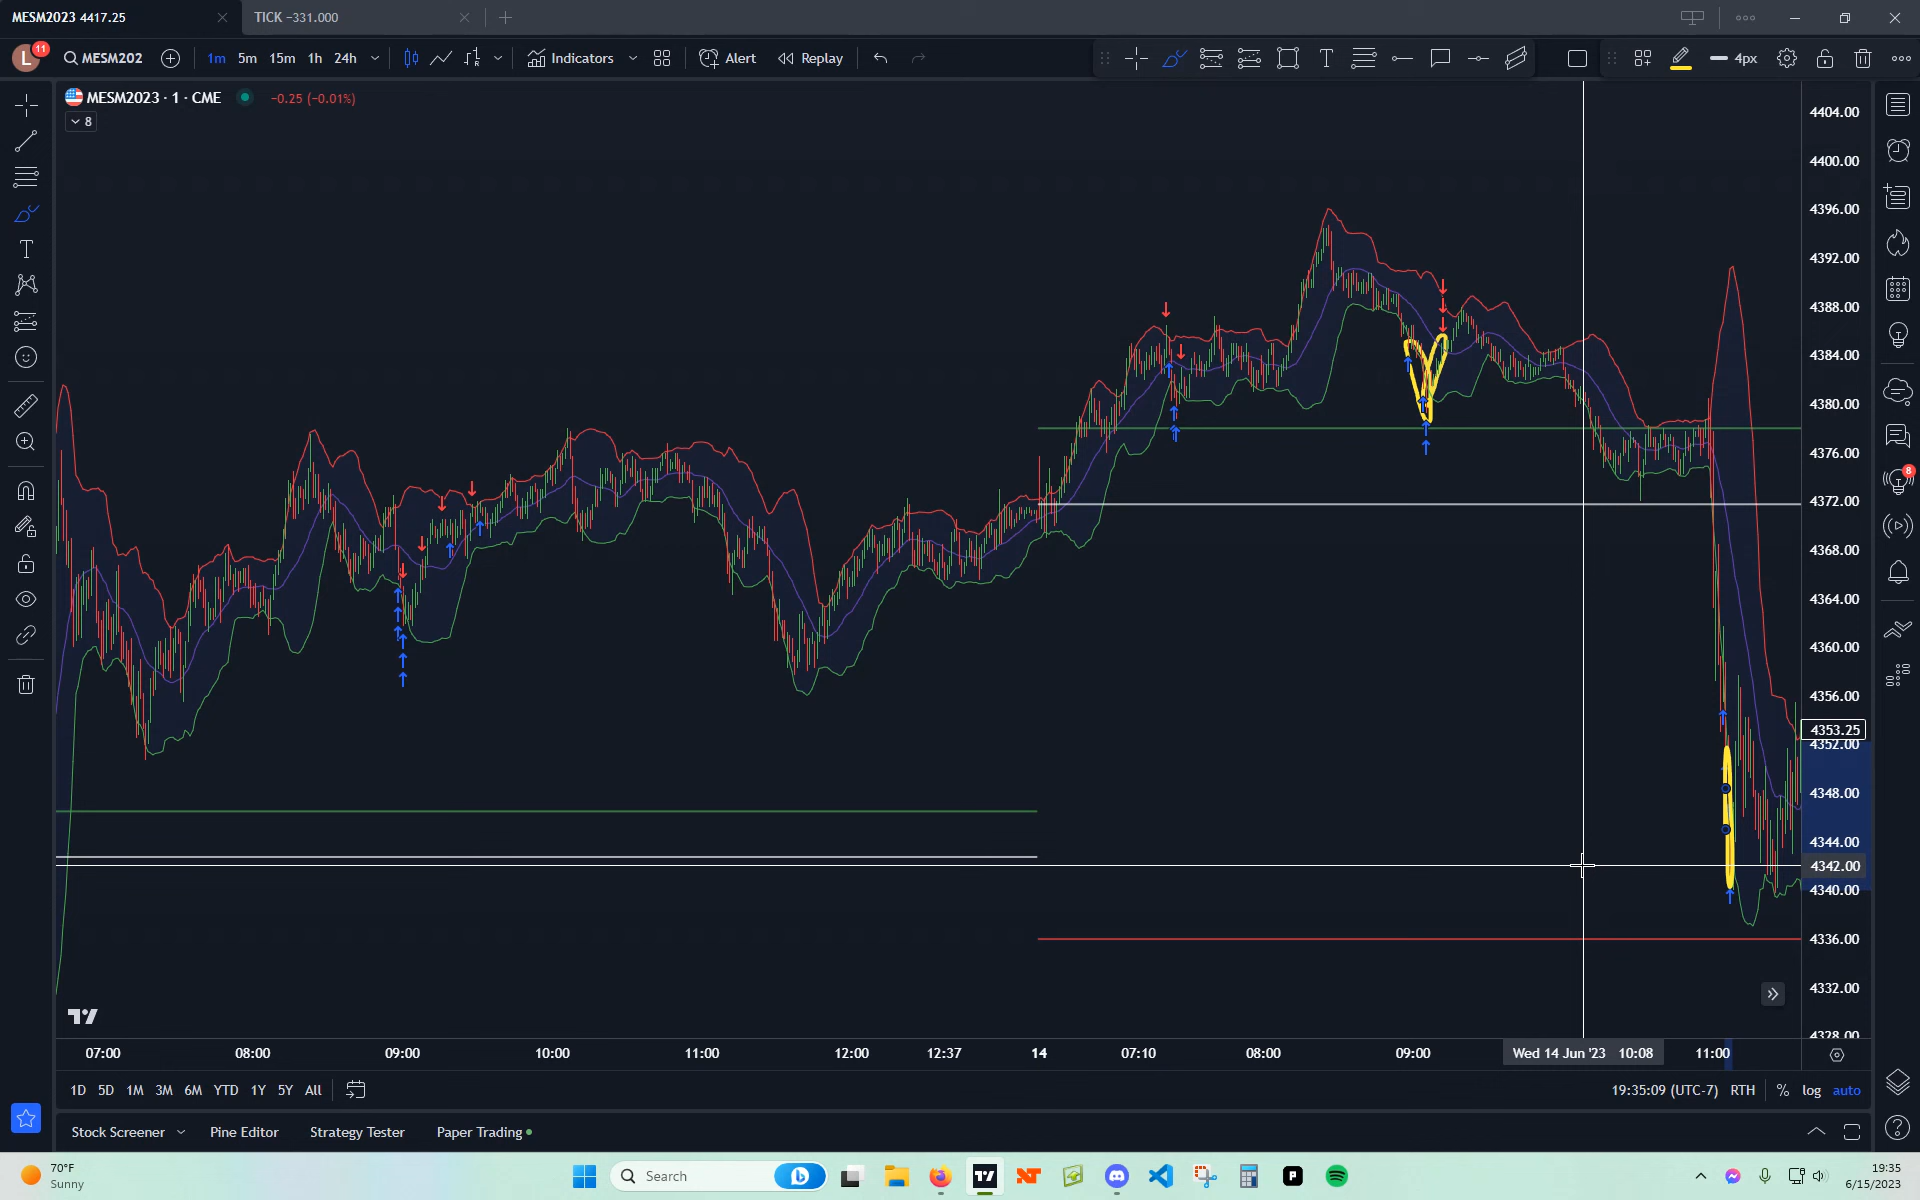 MESM2023 4417.25
TICK −331.000
L 11
MESM202
1m 5m 15m 1h 24h
Indicators
Alert
Replay
4px
MESM2023 · 1 · CME
−0.25 (−0.01%)
8
4404.00
4400.00
4396.00
4392.00
4388.00
4384.00
4380.00
4376.00
4372.00
4368.00
4364.00
4360.00
4356.00
4353.25
4352.00
4348.00
4344.00
4342.00
4340.00
4336.00
4332.00
4328.00
8
07:00 08:00 09:00 10:00 11:00 12:00 12:37 14 07:10 08:00 09:00 Wed 14 Jun '23 10:08 11:00
1D 5D 1M 3M 6M YTD 1Y 5Y All
19:35:09 (UTC-7) RTH % log auto
Stock Screener Pine Editor Strategy Tester Paper Trading
70°F
Sunny
Search
19:35
6/15/2023